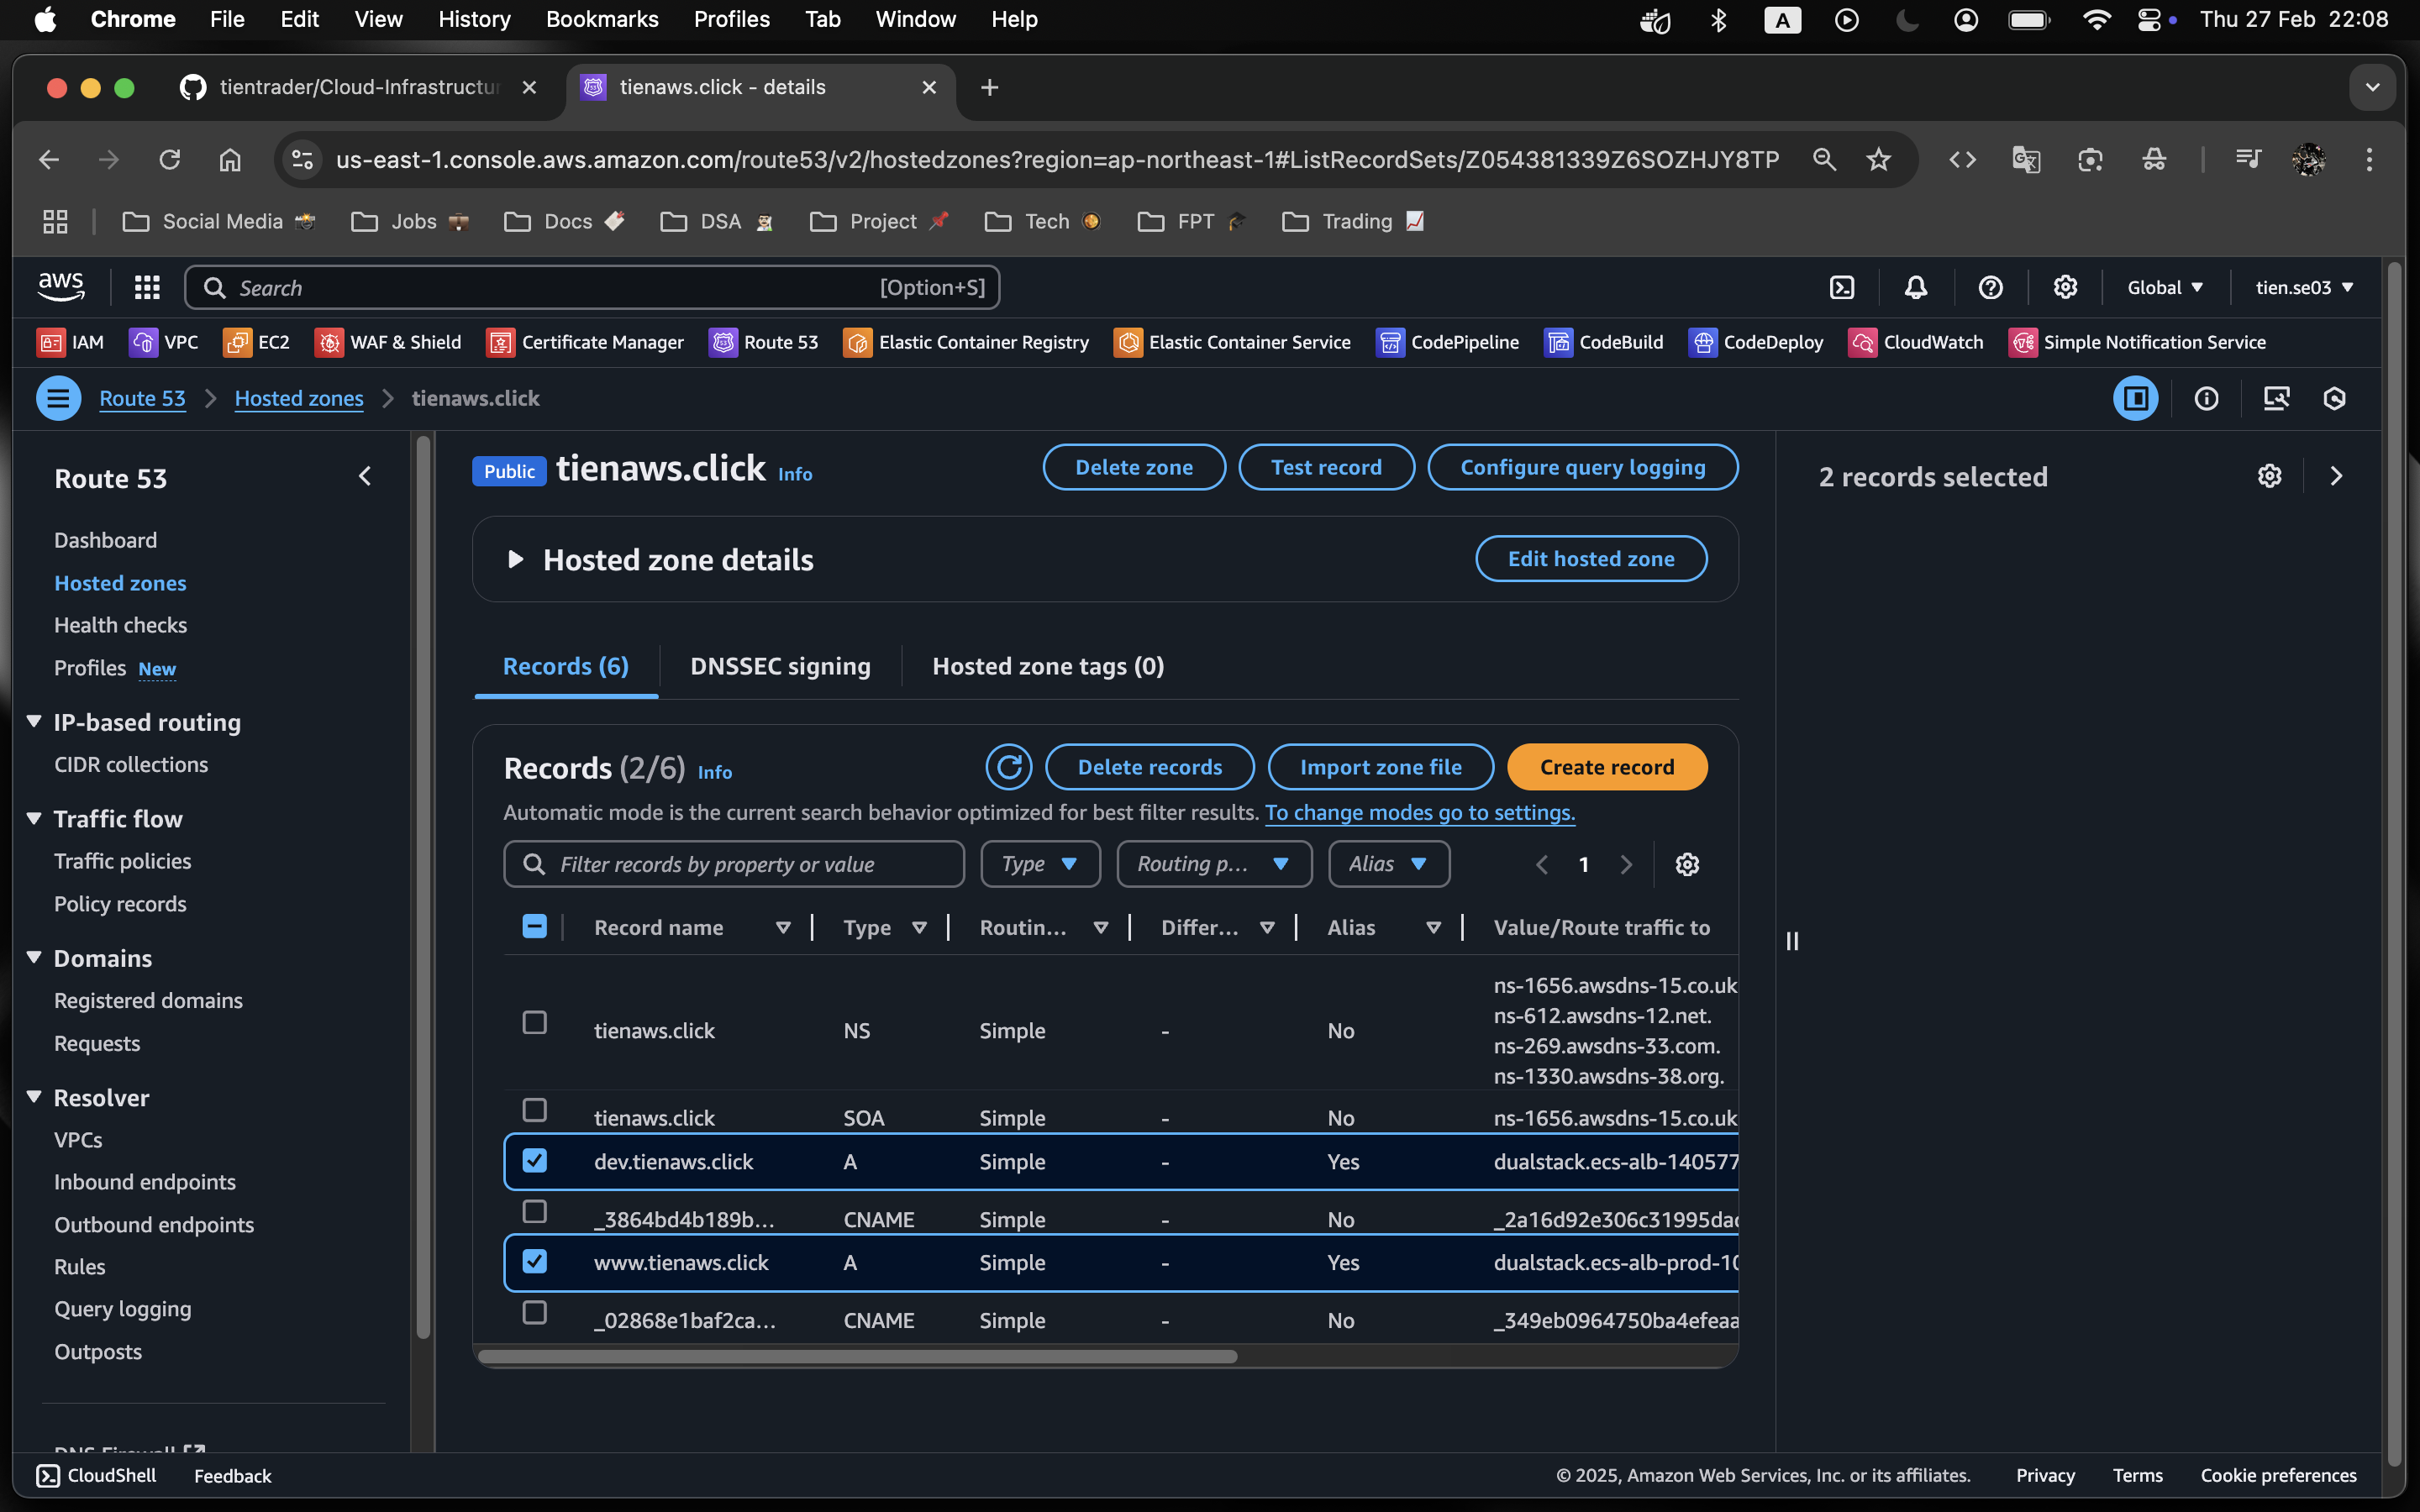 Chrome File Edit View History Bookmarks Profiles Tab Window Help A Thu 27 Feb 22:08
tientrader/Cloud-Infrastructur tienaws.click - details
us-east-1.console.aws.amazon.com/route53/v2/hostedzones?region=ap-northeast-1#ListRecordSets/Z054381339Z6SOZHJY8TP
Social Media Jobs Docs DSA Project Tech FPT Trading
aws Search [Option+S] Global tien.se03
IAM VPC EC2 WAF & Shield Certificate Manager Route 53 Elastic Container Registry Elastic Container Service CodePipeline CodeBuild CodeDeploy CloudWatch Simple Notification Service
Route 53 Hosted zones tienaws.click
Route 53
Dashboard
Hosted zones
Health checks
Profiles New
IP-based routing
CIDR collections
Traffic flow
Traffic policies
Policy records
Domains
Registered domains
Requests
Resolver
VPCs
Inbound endpoints
Outbound endpoints
Rules
Query logging
Outposts
DNS Firewall
Public tienaws.click Info Delete zone Test record Configure query logging
Hosted zone details Edit hosted zone
Records (6) DNSSEC signing Hosted zone tags (0)
Records (2/6) Info Delete records Import zone file Create record
Automatic mode is the current search behavior optimized for best filter results. To change modes go to settings.
Filter records by property or value Type Routing p... Alias 1
Record name Type Routin... Differ... Alias Value/Route traffic to
ns-1656.awsdns-15.co.uk
ns-612.awsdns-12.net.
tienaws.click NS Simple - No
ns-269.awsdns-33.com.
ns-1330.awsdns-38.org.
tienaws.click SOA Simple - No ns-1656.awsdns-15.co.uk
dev.tienaws.click A Simple - Yes dualstack.ecs-alb-140577
_3864bd4b189b... CNAME Simple - No _2a16d92e306c31995dac
www.tienaws.click A Simple - Yes dualstack.ecs-alb-prod-10
_02868e1baf2ca... CNAME Simple - No _349eb0964750ba4efeaa
2 records selected
CloudShell Feedback © 2025, Amazon Web Services, Inc. or its affiliates. Privacy Terms Cookie preferences